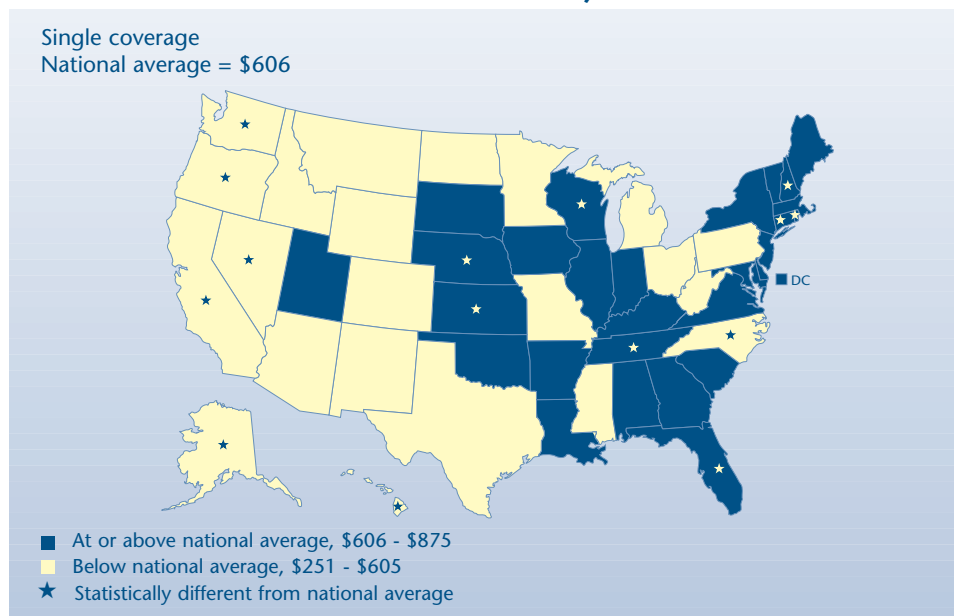 Single coverage
National average = $606
DC
At or above national average, $606 - $875
Below national average, $251 - $605
Statistically different from national average